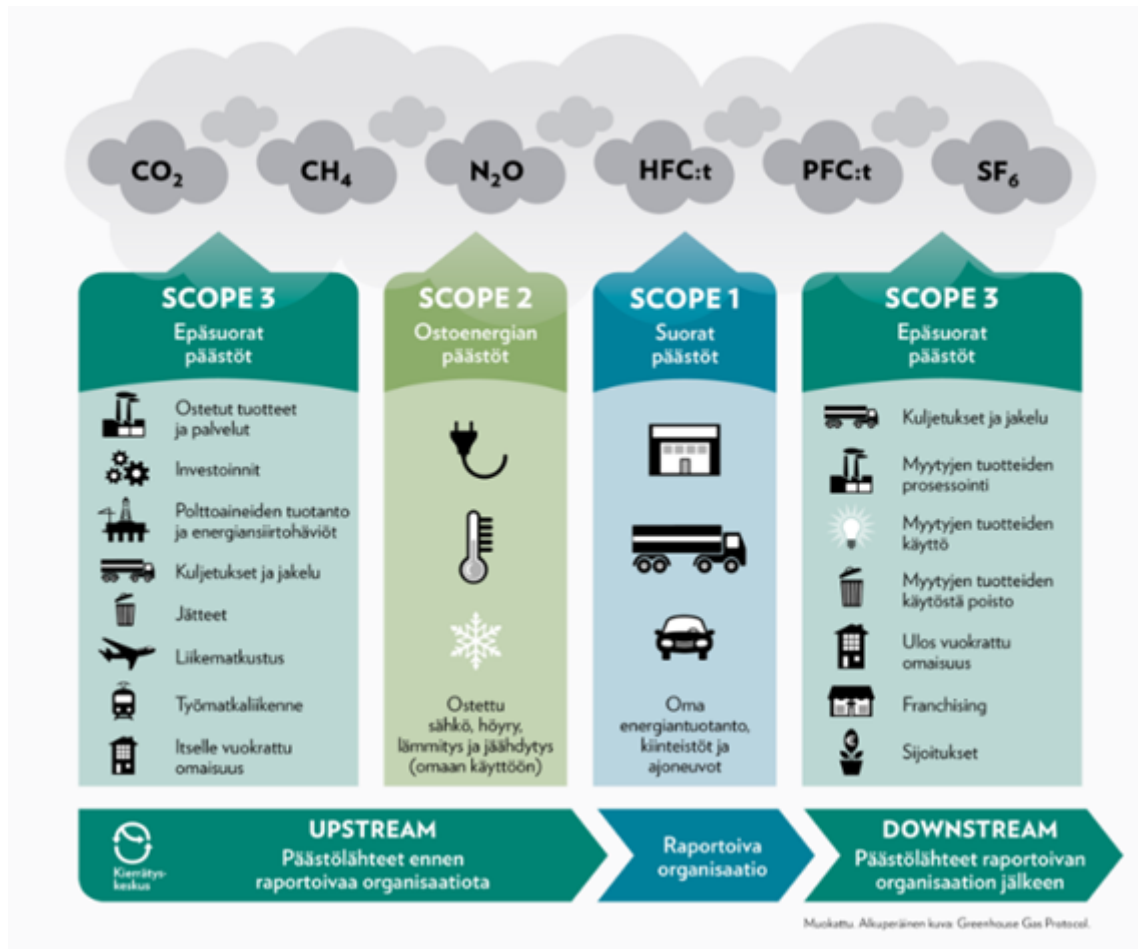 CO₂
CH₄
N₂O
HFC:t
PFC:t
SF₆
SCOPE 3
Epäsuorat
päästöt
Ostetut tuotteet
ja palvelut
Investoinnit
Polttoaineiden tuotanto
ja energiansiirtohäviöt
Kuljetukset ja jakelu
Jätteet
Liikematkustus
Työmatkaliikenne
Itselle vuokrattu
omaisuus
SCOPE 2
Ostoenergian
päästöt
Ostettu
sähkö, höyry,
lämmitys ja jäähdytys
(omaan käyttöön)
SCOPE 1
Suorat
päästöt
Oma
energiantuotanto,
kiinteistöt ja
ajoneuvot
SCOPE 3
Epäsuorat
päästöt
Kuljetukset ja jakelu
Myytyjen tuotteiden
prosessointi
Myytyjen tuotteiden
käyttö
Myytyjen tuotteiden
käytöstä poisto
Ulos vuokrattu
omaisuus
Franchising
Sijoitukset
Kierrätys-
keskus
UPSTREAM
Päästölähteet ennen
raportoivaa organisaatiota
Raportoiva
organisaatio
DOWNSTREAM
Päästölähteet raportoivan
organisaation jälkeen
Muokattu. Alkuperäinen kuva: Greenhouse Gas Protocol.